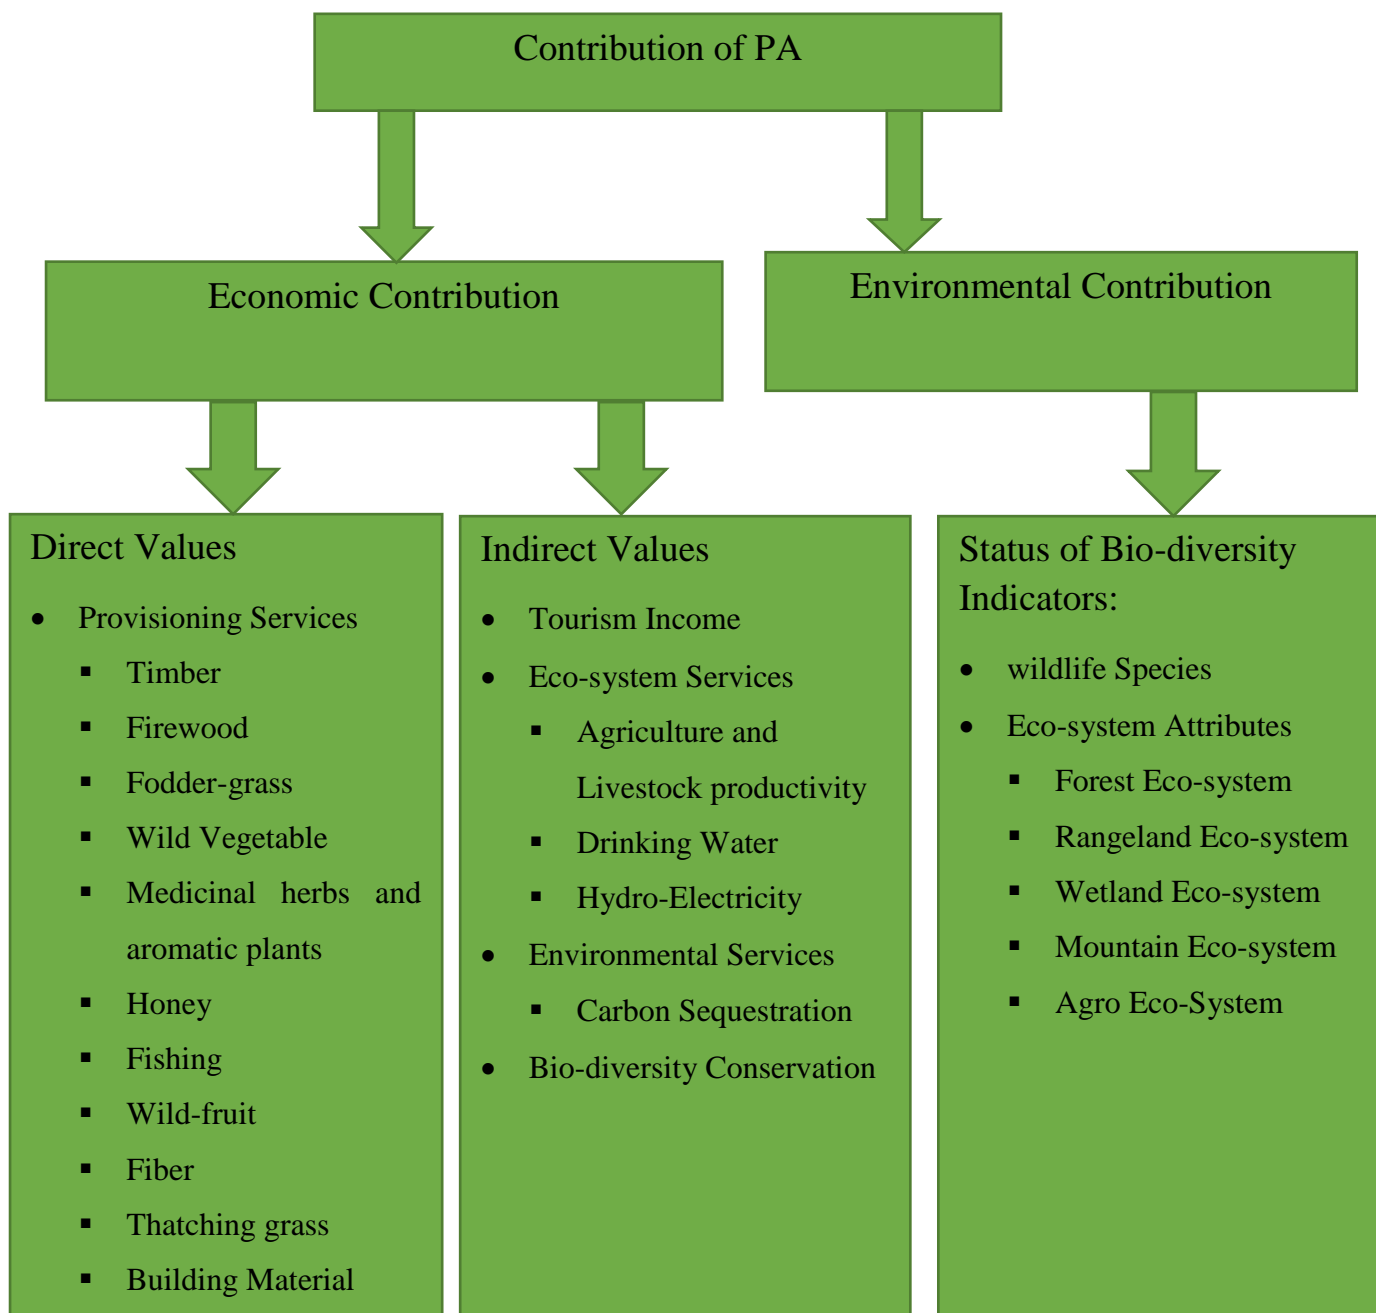 Contribution of PA
Economic Contribution
Environmental Contribution
Direct Values
• Provisioning Services
▪ Timber
▪ Firewood
▪ Fodder-grass
▪ Wild Vegetable
▪ Medicinal herbs and
aromatic plants
▪ Honey
▪ Fishing
▪ Wild-fruit
▪ Fiber
▪ Thatching grass
▪ Building Material
Indirect Values
• Tourism Income
• Eco-system Services
▪ Agriculture and
Livestock productivity
▪ Drinking Water
▪ Hydro-Electricity
• Environmental Services
▪ Carbon Sequestration
• Bio-diversity Conservation
Status of Bio-diversity
Indicators:
• wildlife Species
• Eco-system Attributes
▪ Forest Eco-system
▪ Rangeland Eco-system
▪ Wetland Eco-system
▪ Mountain Eco-system
▪ Agro Eco-System